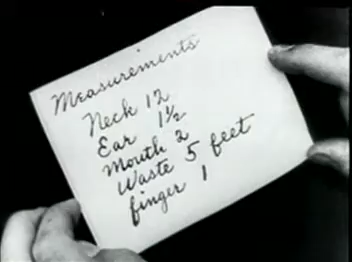 Measurements
Neck 12
Ear 1½
Mouth 2
Waste 5 feet
finger 1